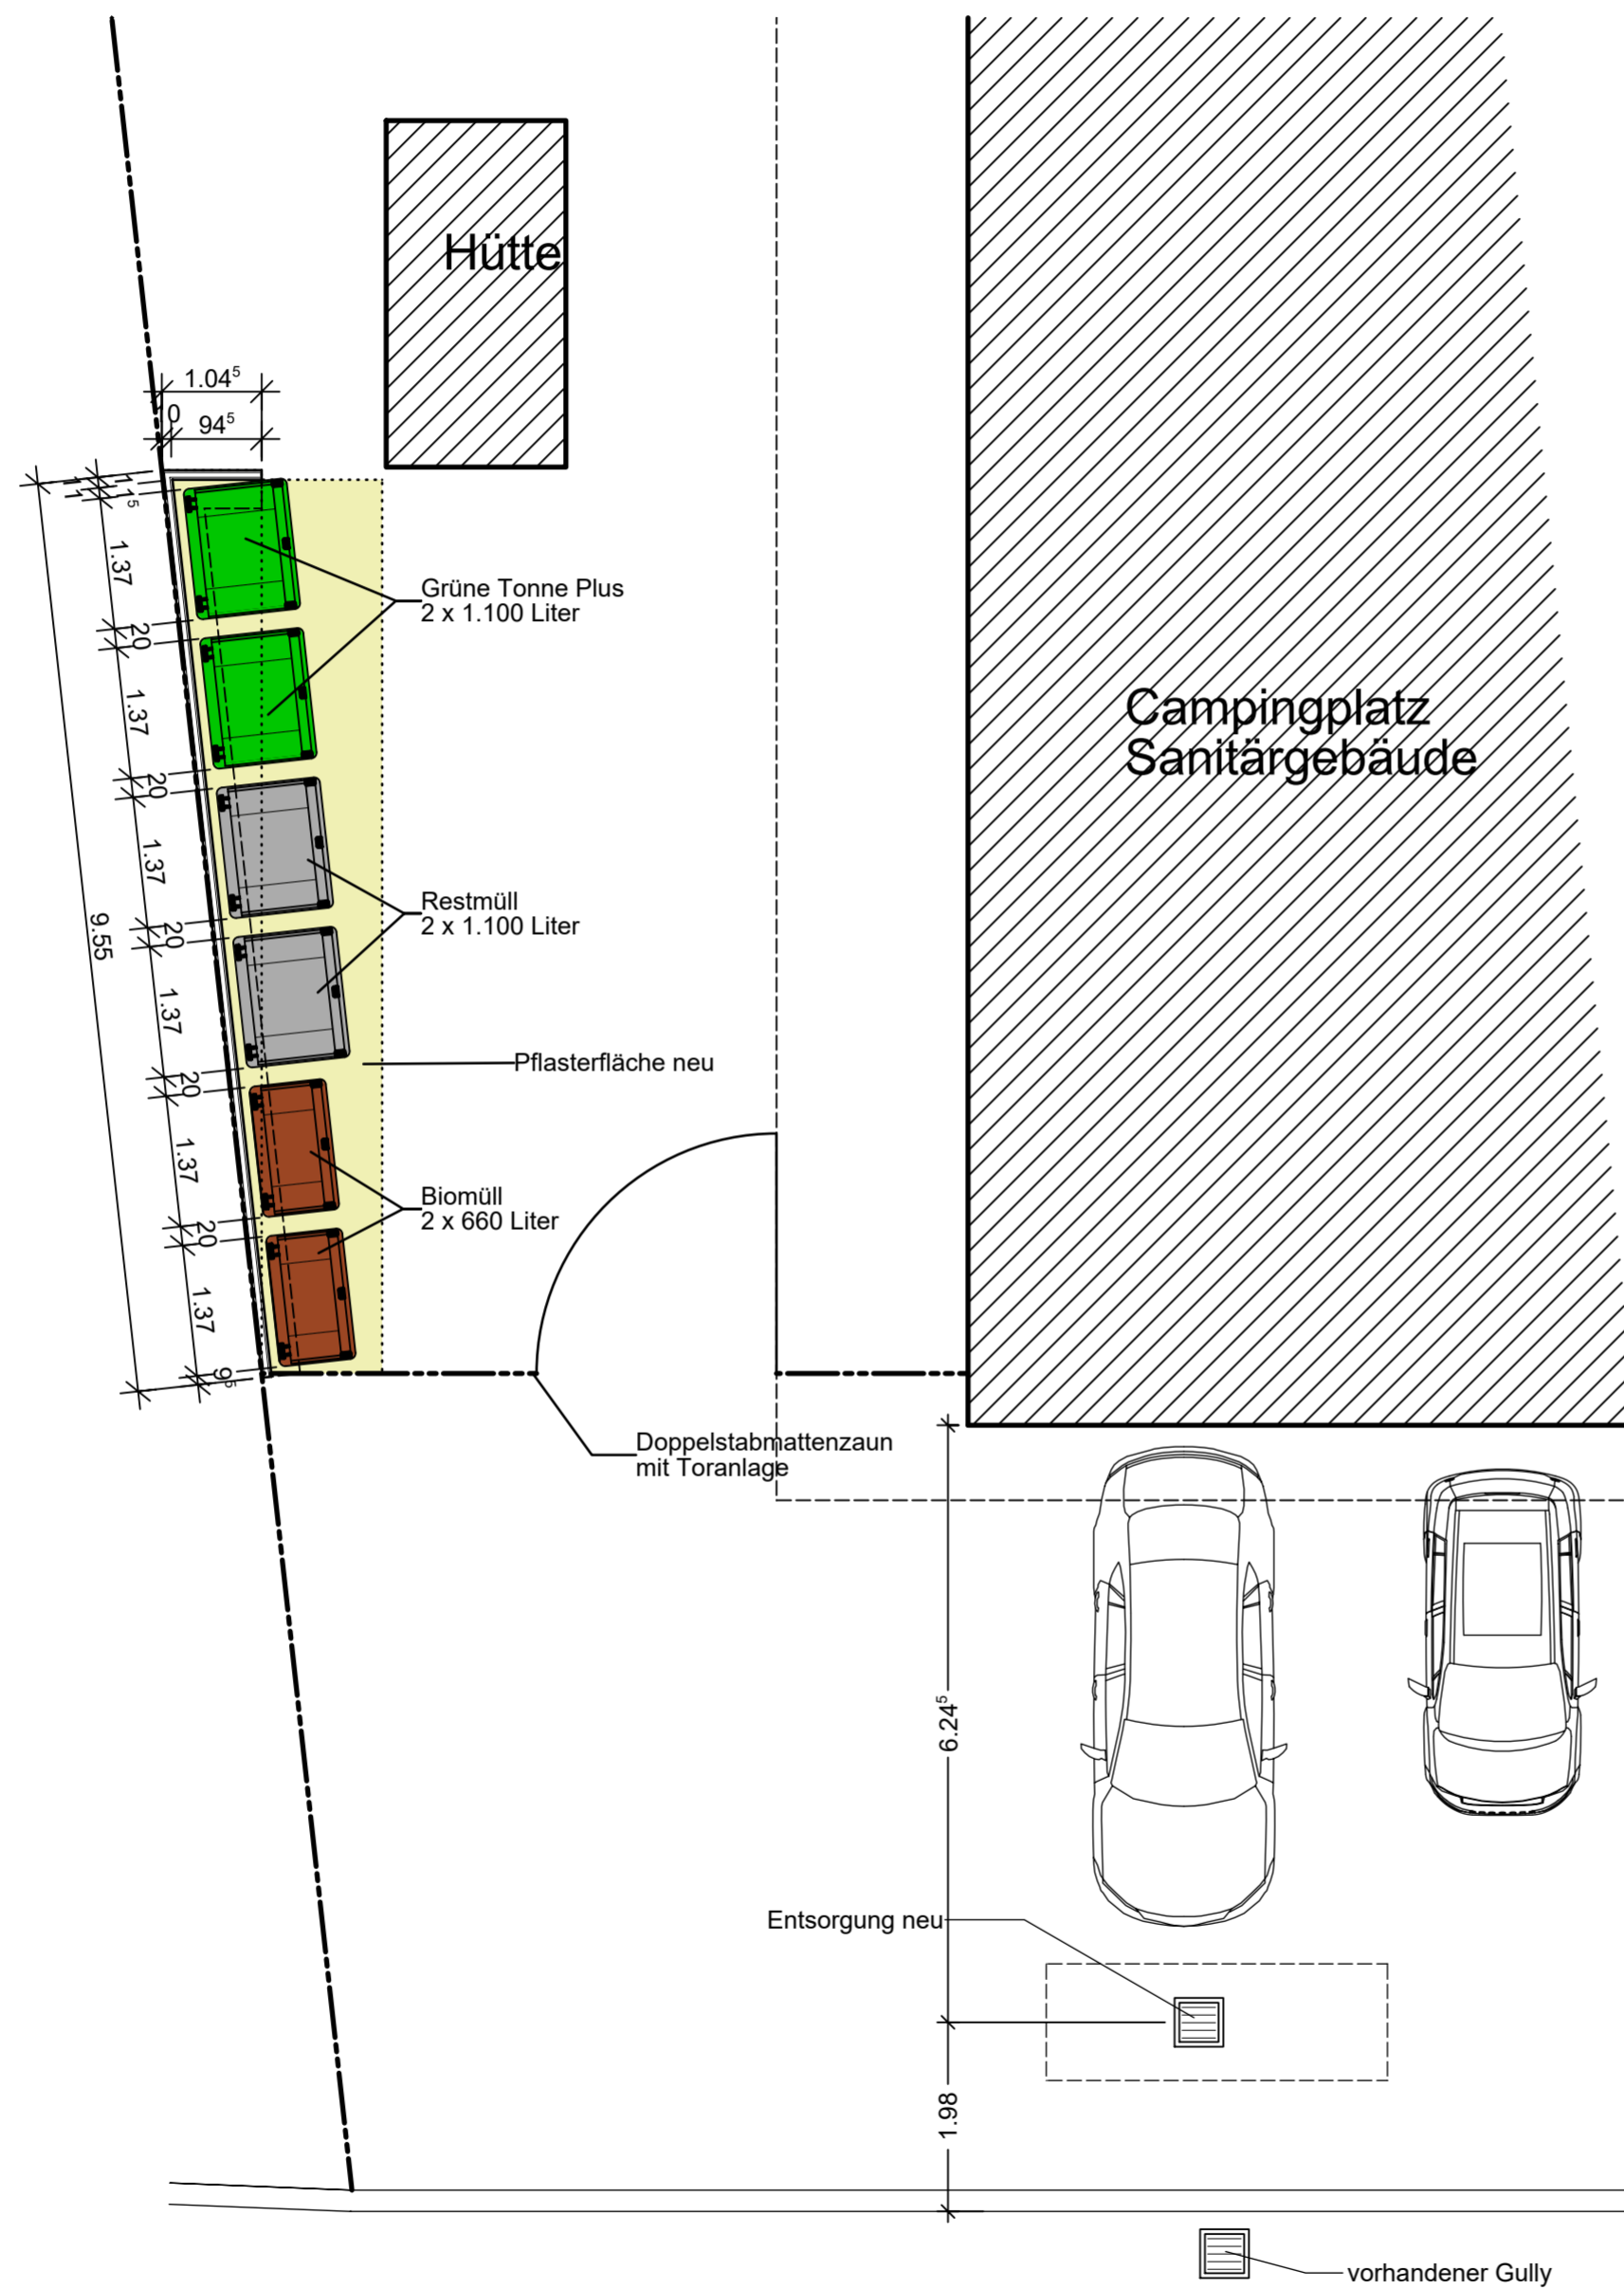 Hütte
1.04⁵
0
94⁵
1.37
Grüne Tonne Plus
2 x 1.100 Liter
20
1.37
Campingplatz
Sanitärgebäude
20
1.37
Restmüll
2 x 1.100 Liter
9.55
20
1.37
Pflasterfläche neu
20
1.37
Biomüll
2 x 660 Liter
20
1.37
9⁵
Doppelstabmattenzaun
mit Toranlage
6.24⁵
Entsorgung neu
1.98
vorhandener Gully